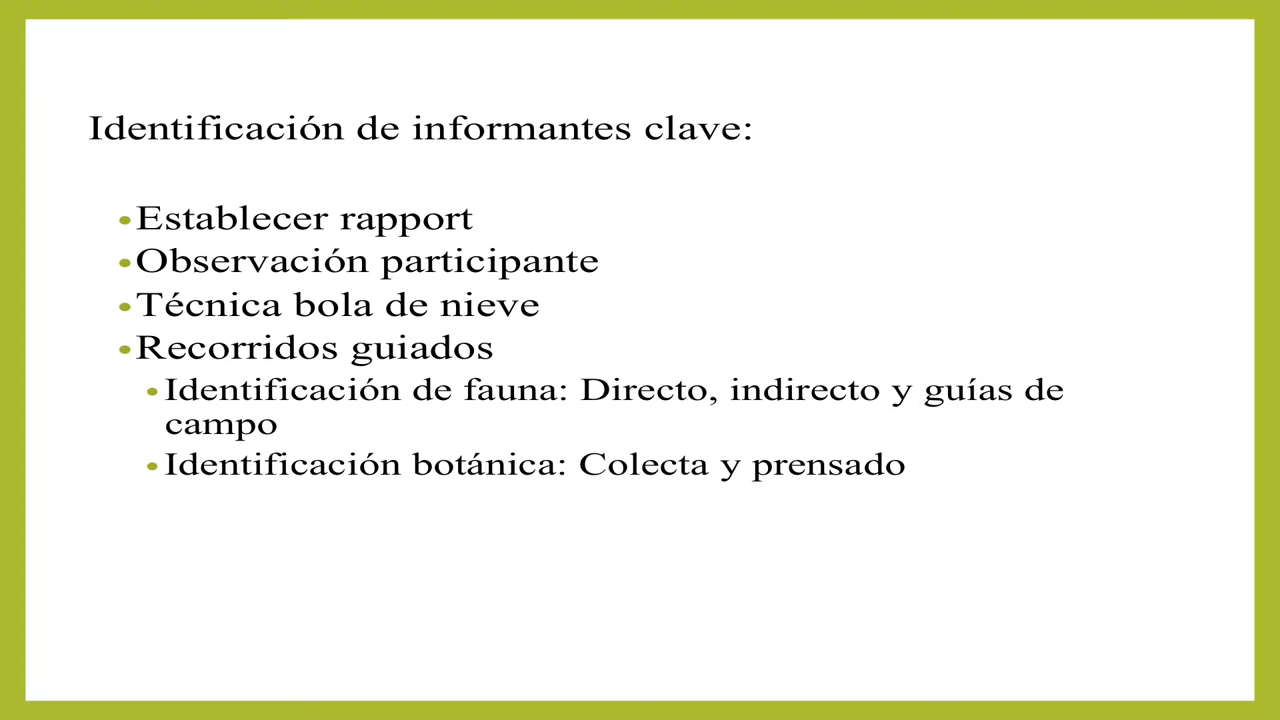 Identificación de informantes clave:
•Establecer rapport
•Observación participante
•Técnica bola de nieve
•Recorridos guiados
•Identificación de fauna: Directo, indirecto y guías de
campo
•Identificación botánica: Colecta y prensado